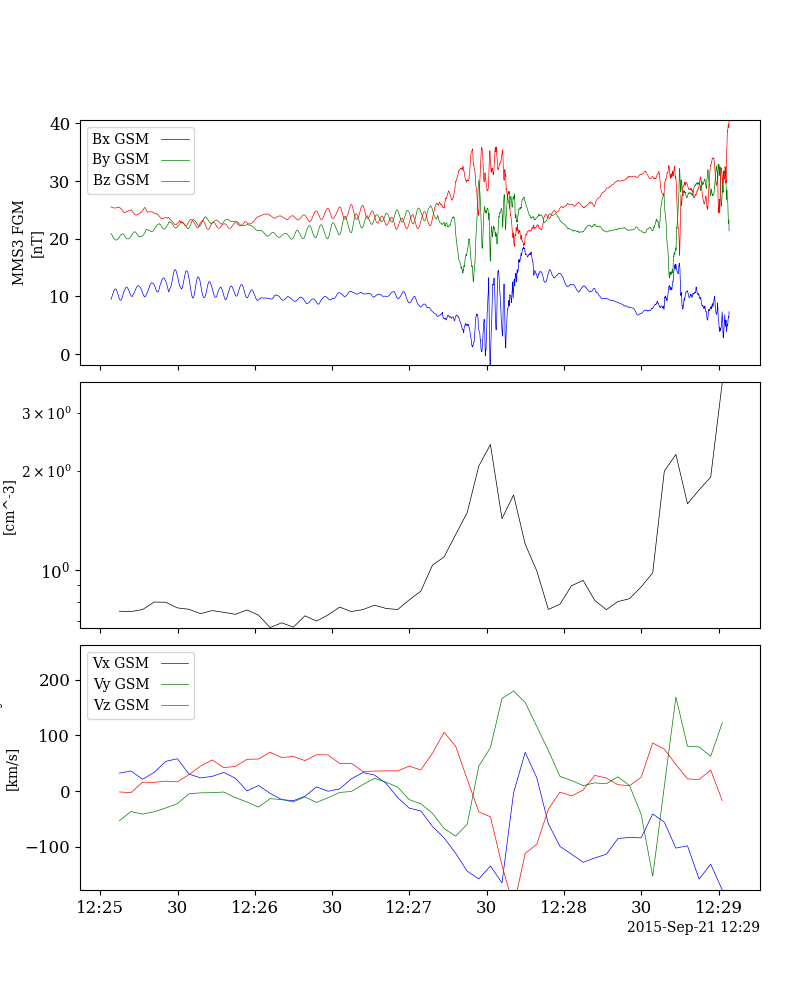 40
30
20
10
0
MMS3 FGM
[nT]
Bx GSM
By GSM
Bz GSM
3 × 10⁰
2 × 10⁰
10⁰
[cm^-3]
200
100
0
−100
[km/s]
Vx GSM
Vy GSM
Vz GSM
12:25 30 12:26 30 12:27 30 12:28 30 12:29
2015-Sep-21 12:29